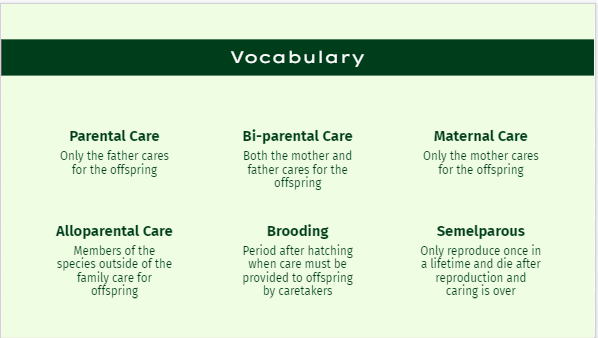 Vocabulary
Parental Care
Only the father cares
for the offspring
Bi-parental Care
Both the mother and
father cares for the
offspring
Maternal Care
Only the mother cares
for the offspring
Alloparental Care
Members of the
species outside of the
family care for
offspring
Brooding
Period after hatching
when care must be
provided to offspring
by caretakers
Semelparous
Only reproduce once in
a lifetime and die after
reproduction and
caring is over